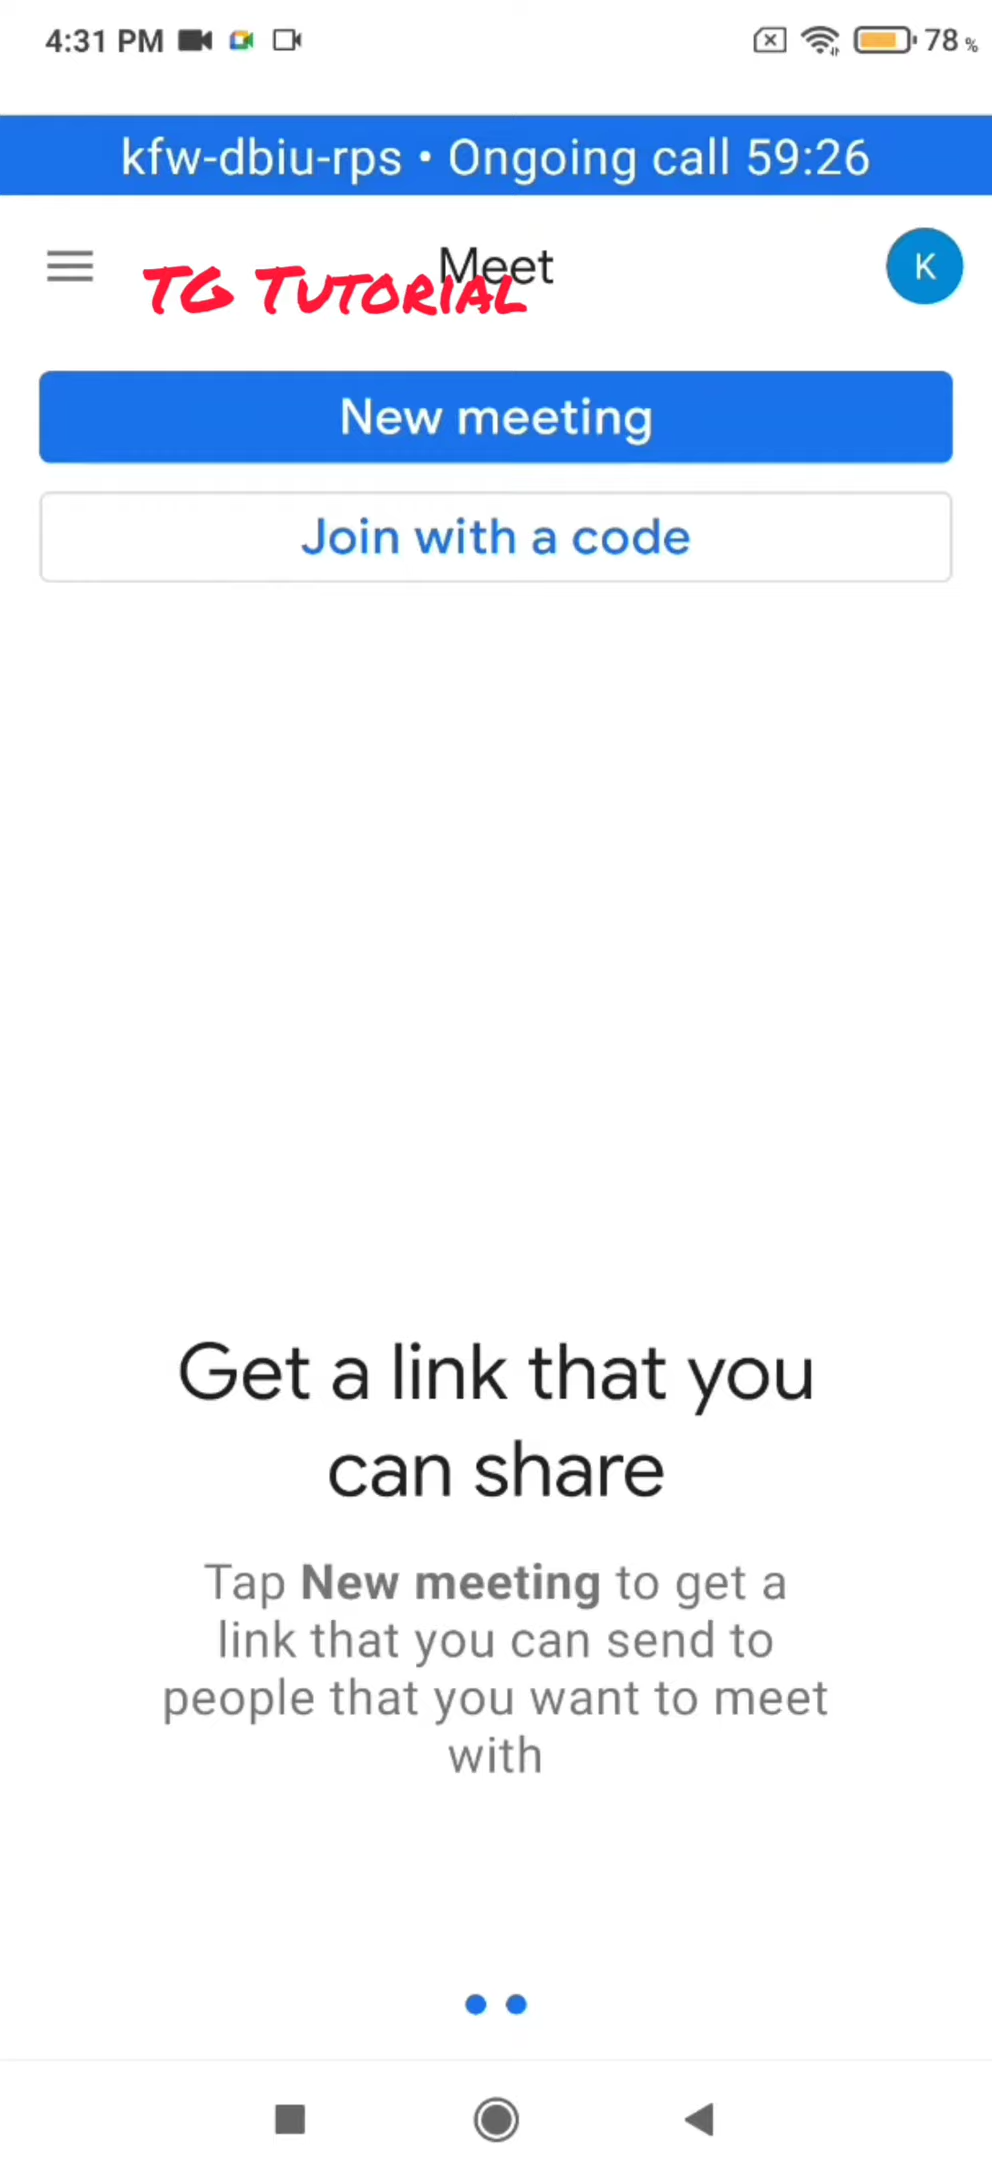 4:31 PM 78 %
kfw-dbiu-rps • Ongoing call 59:26
Meet K
TG Tutorial
New meeting
Join with a code
Get a link that you
can share
Tap New meeting to get a
link that you can send to
people that you want to meet
with